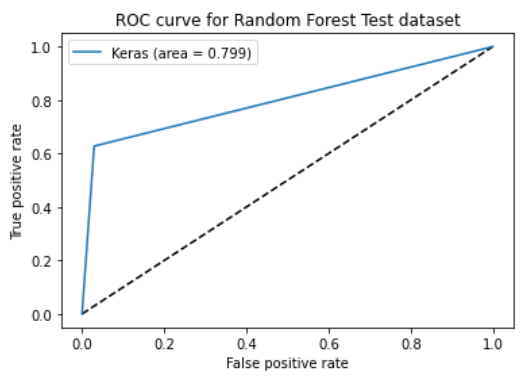 ROC curve for Random Forest Test dataset
Keras (area = 0.799)
True positive rate
1.0
0.8
0.6
0.4
0.2
0.0
0.0 0.2 0.4 0.6 0.8 1.0
False positive rate